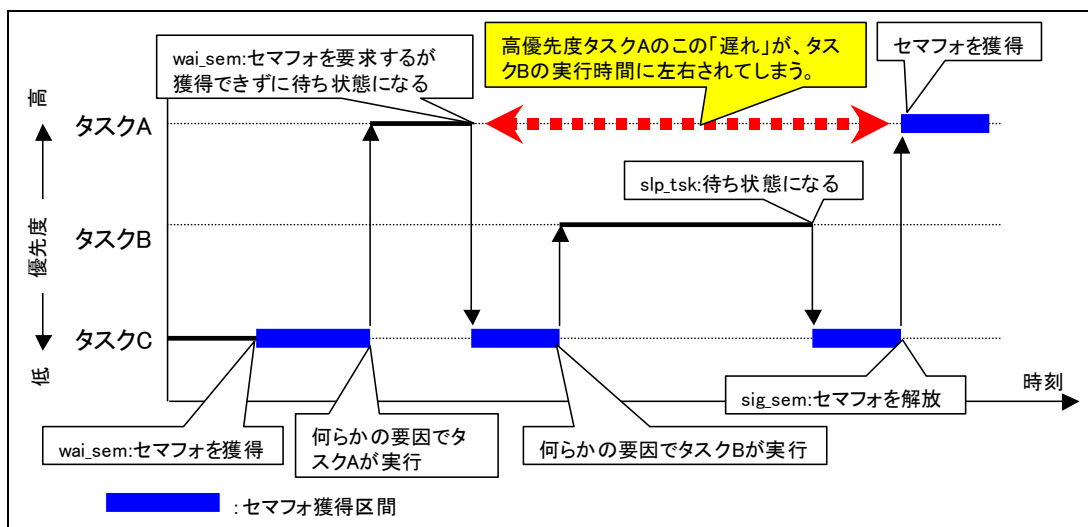 wai_sem:セマフォを要求するが
獲得できずに待ち状態になる
高優先度タスクAのこの「遅れ」が、タス
クBの実行時間に左右されてしまう。
セマフォを獲得
高
優先度
低
タスクA
slp_tsk:待ち状態になる
タスクB
タスクC
時刻
wai_sem:セマフォを獲得
何らかの要因でタ
スクAが実行
何らかの要因でタスクBが実行
sig_sem:セマフォを解放
:セマフォ獲得区間